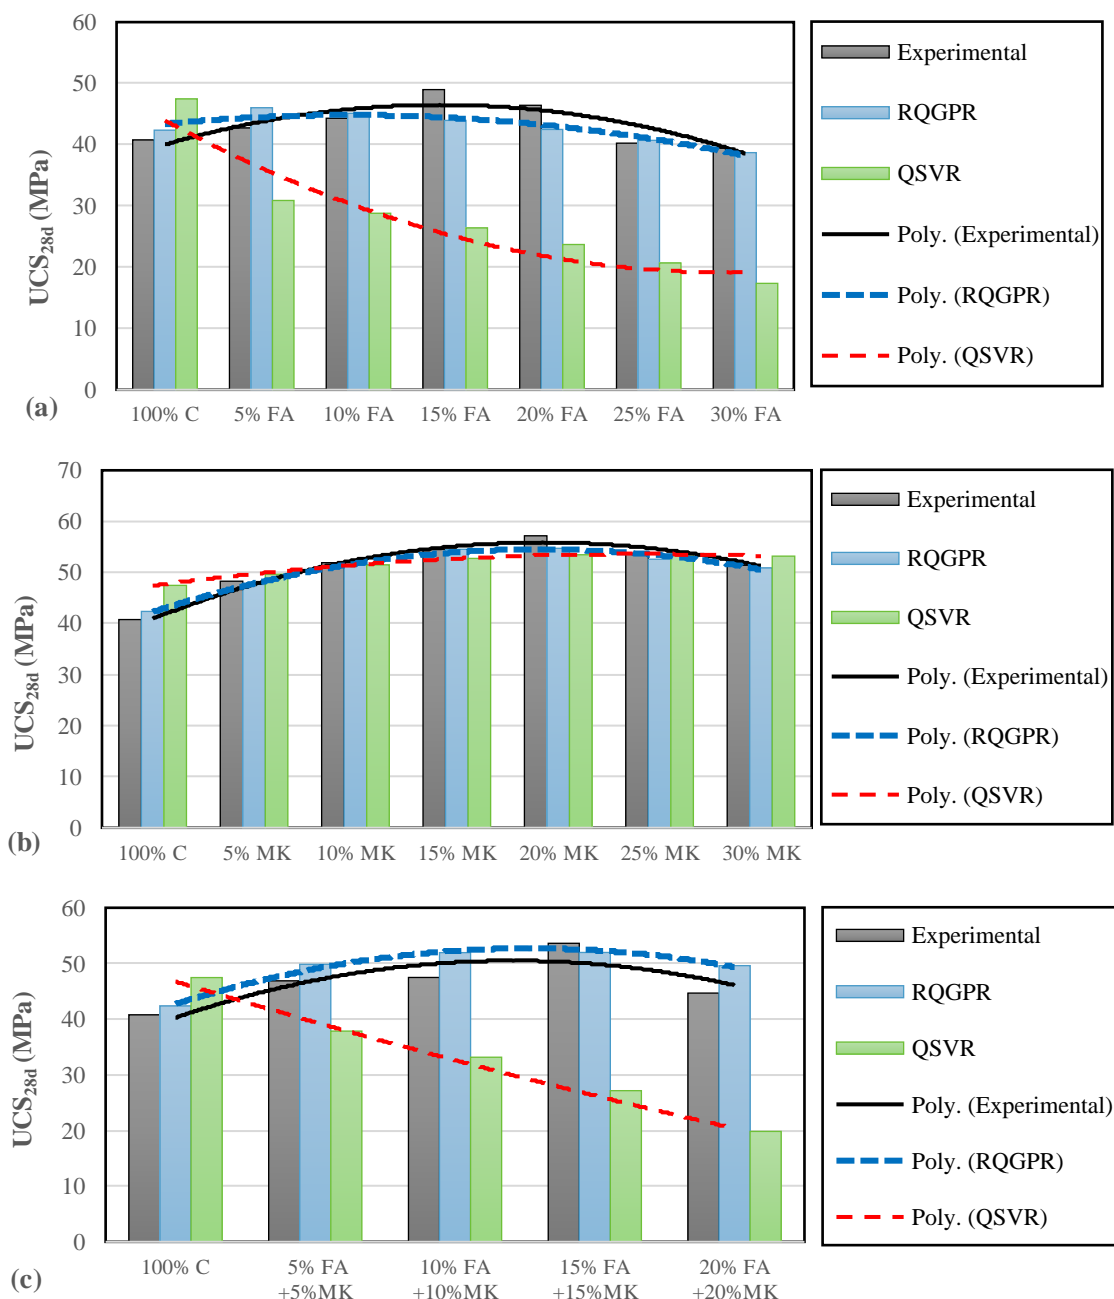 60
50
40
30
20
10
0
UCS28d (MPa)
(a)
100% C
5% FA
10% FA
15% FA
20% FA
25% FA
30% FA
Experimental
RQGPR
QSVR
Poly. (Experimental)
Poly. (RQGPR)
Poly. (QSVR)
70
60
50
40
30
20
10
0
UCS28d (MPa)
(b)
100% C
5% MK
10% MK
15% MK
20% MK
25% MK
30% MK
Experimental
RQGPR
QSVR
Poly. (Experimental)
Poly. (RQGPR)
Poly. (QSVR)
60
50
40
30
20
10
0
UCS28d (MPa)
(c)
100% C
5% FA
+5%MK
10% FA
+10%MK
15% FA
+15%MK
20% FA
+20%MK
Experimental
RQGPR
QSVR
Poly. (Experimental)
Poly. (RQGPR)
Poly. (QSVR)